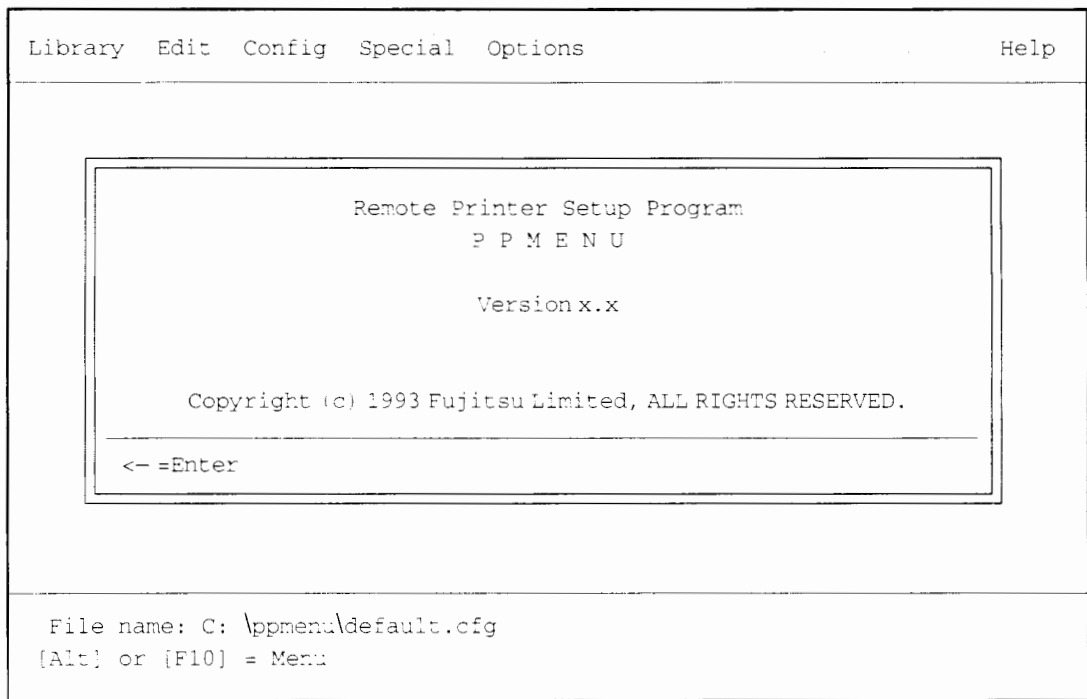 Library Edit Config Special Options Help
Remote Printer Setup Program
P P M E N U
Version x.x
Copyright (c) 1993 Fujitsu Limited, ALL RIGHTS RESERVED.
<— =Enter
File name: C: \ppmenu\default.cfg
[Alt] or [F10] = Menu